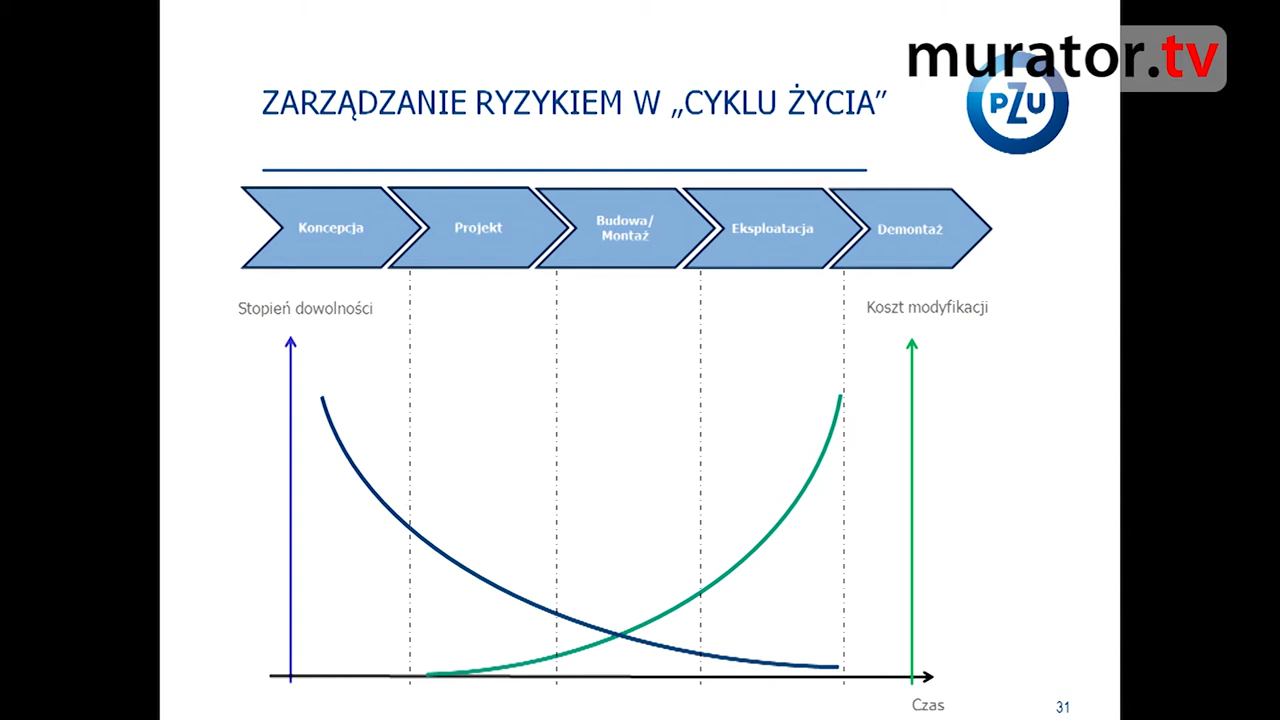 murator.tv
PZU
ZARZĄDZANIE RYZYKIEM W „CYKLU ŻYCIA”
Koncepcja
Projekt
Budowa/
Montaż
Eksploatacja
Demontaż
Stopień dowolności
Koszt modyfikacji
Czas
31